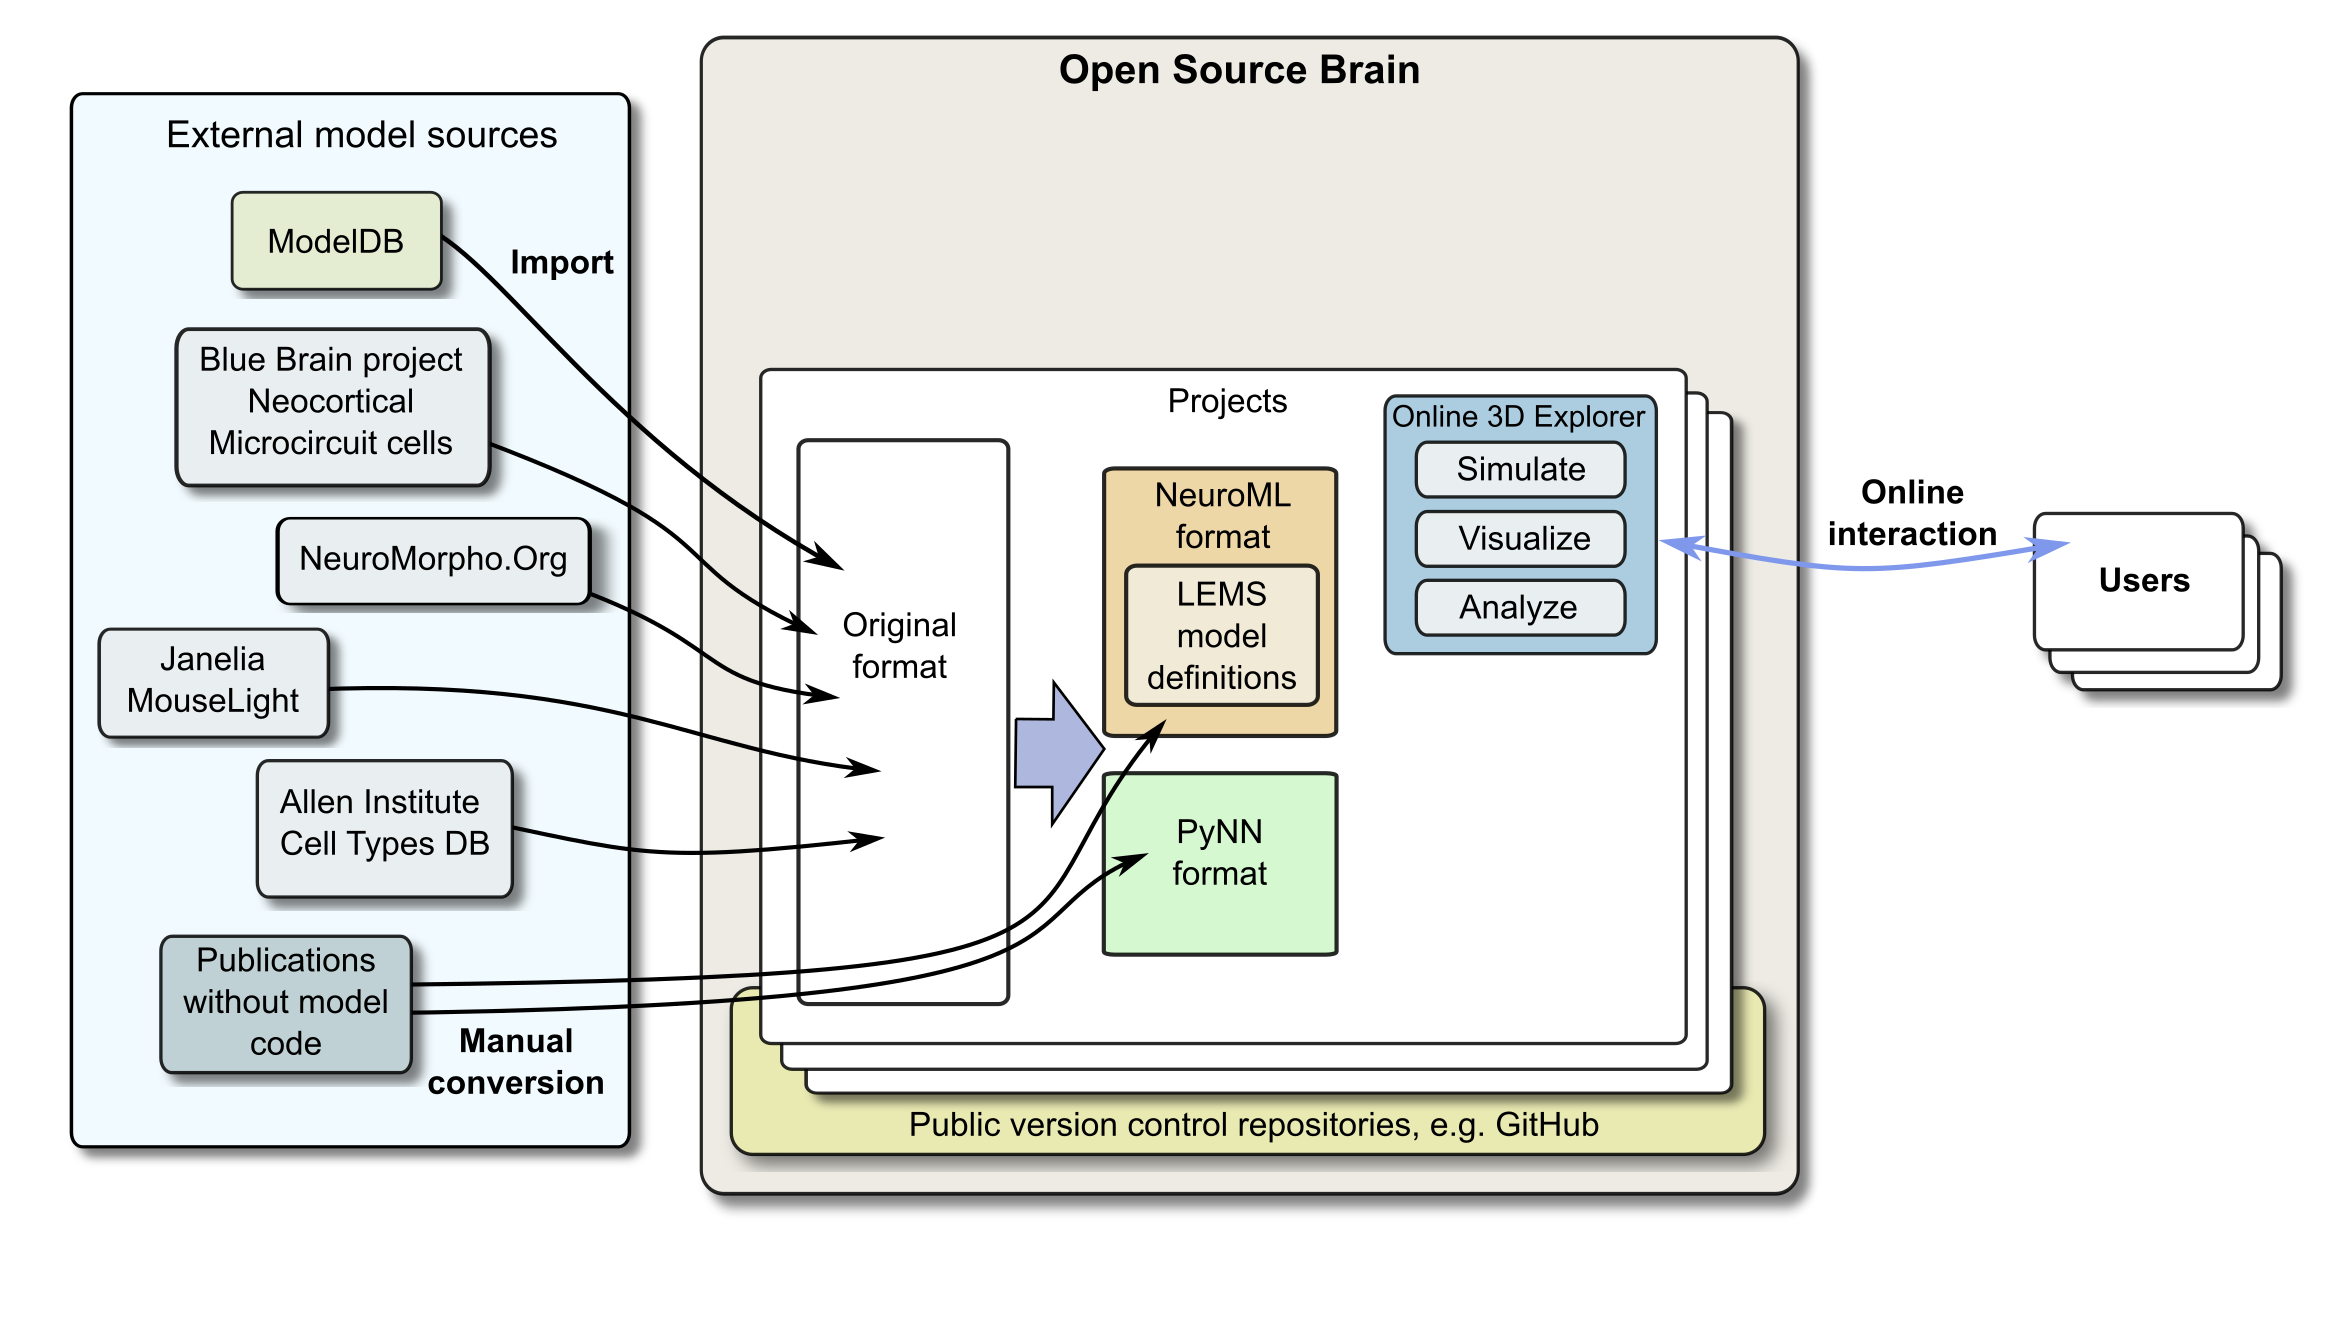 Open Source Brain
External model sources
ModelDB
Import
Blue Brain project
Neocortical
Microcircuit cells
NeuroMorpho.Org
Janelia
MouseLight
Allen Institute
Cell Types DB
Publications
without model
code
Manual
conversion
Projects
Original
format
NeuroML
format
LEMS
model
definitions
PyNN
format
Online 3D Explorer
Simulate
Visualize
Analyze
Public version control repositories, e.g. GitHub
Online
interaction
Users